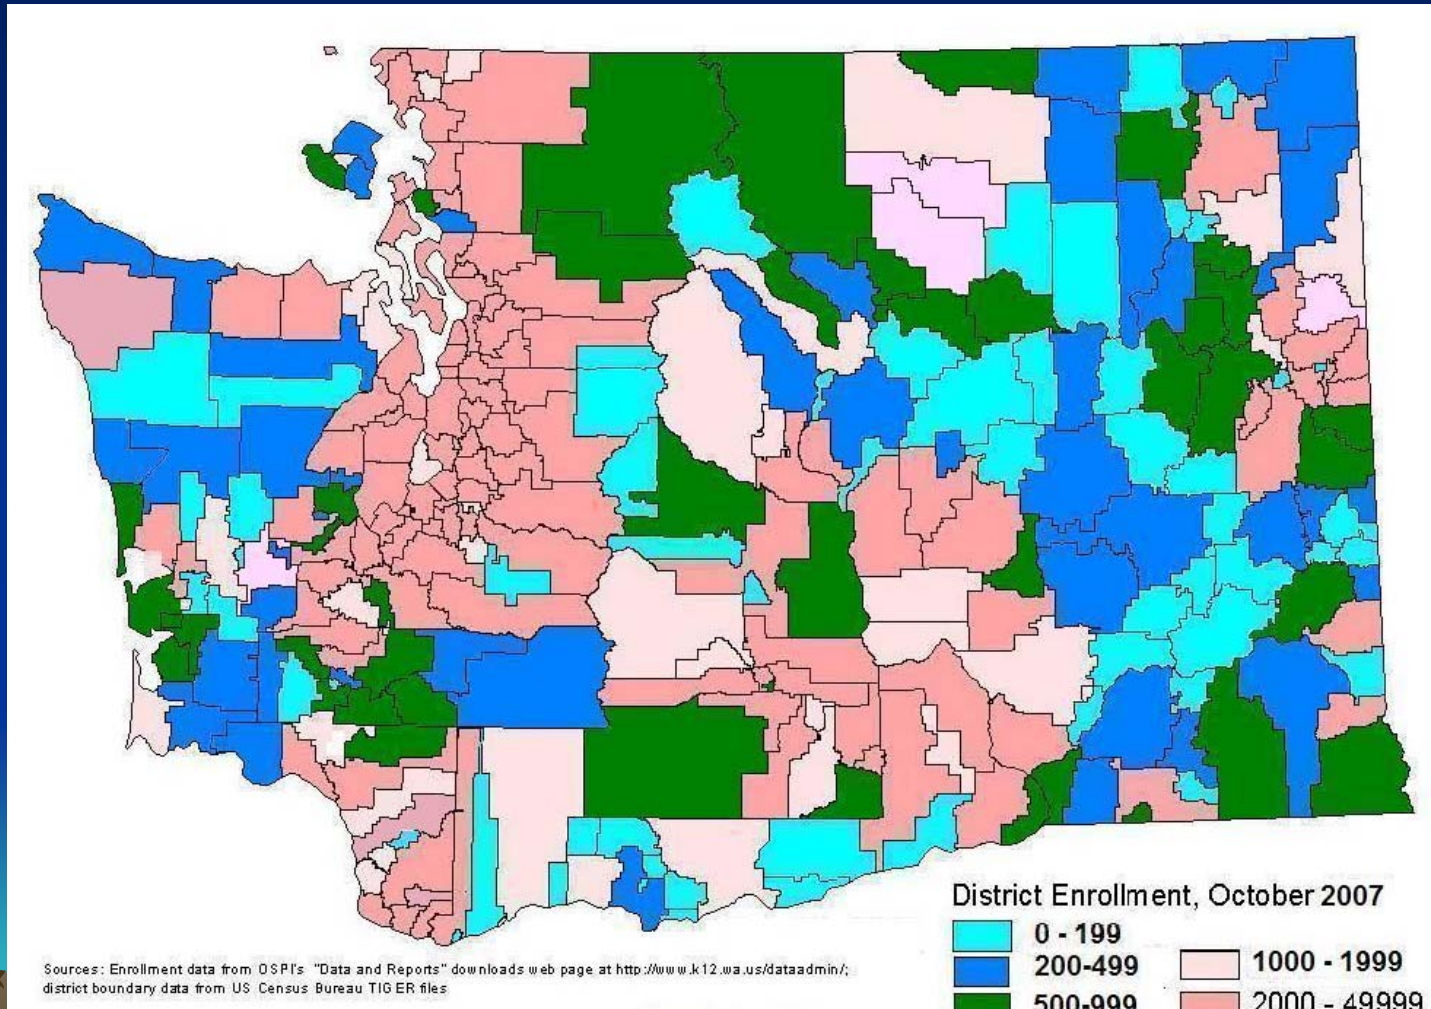 District Enrollment, October 2007
0 - 199
200-499
500-999
1000 - 1999
2000 - 49999
Sources: Enrollment data from OSPI's "Data and Reports" downloads web page at http://www.k12.wa.us/dataadmin/;
district boundary data from US Census Bureau TIGER files